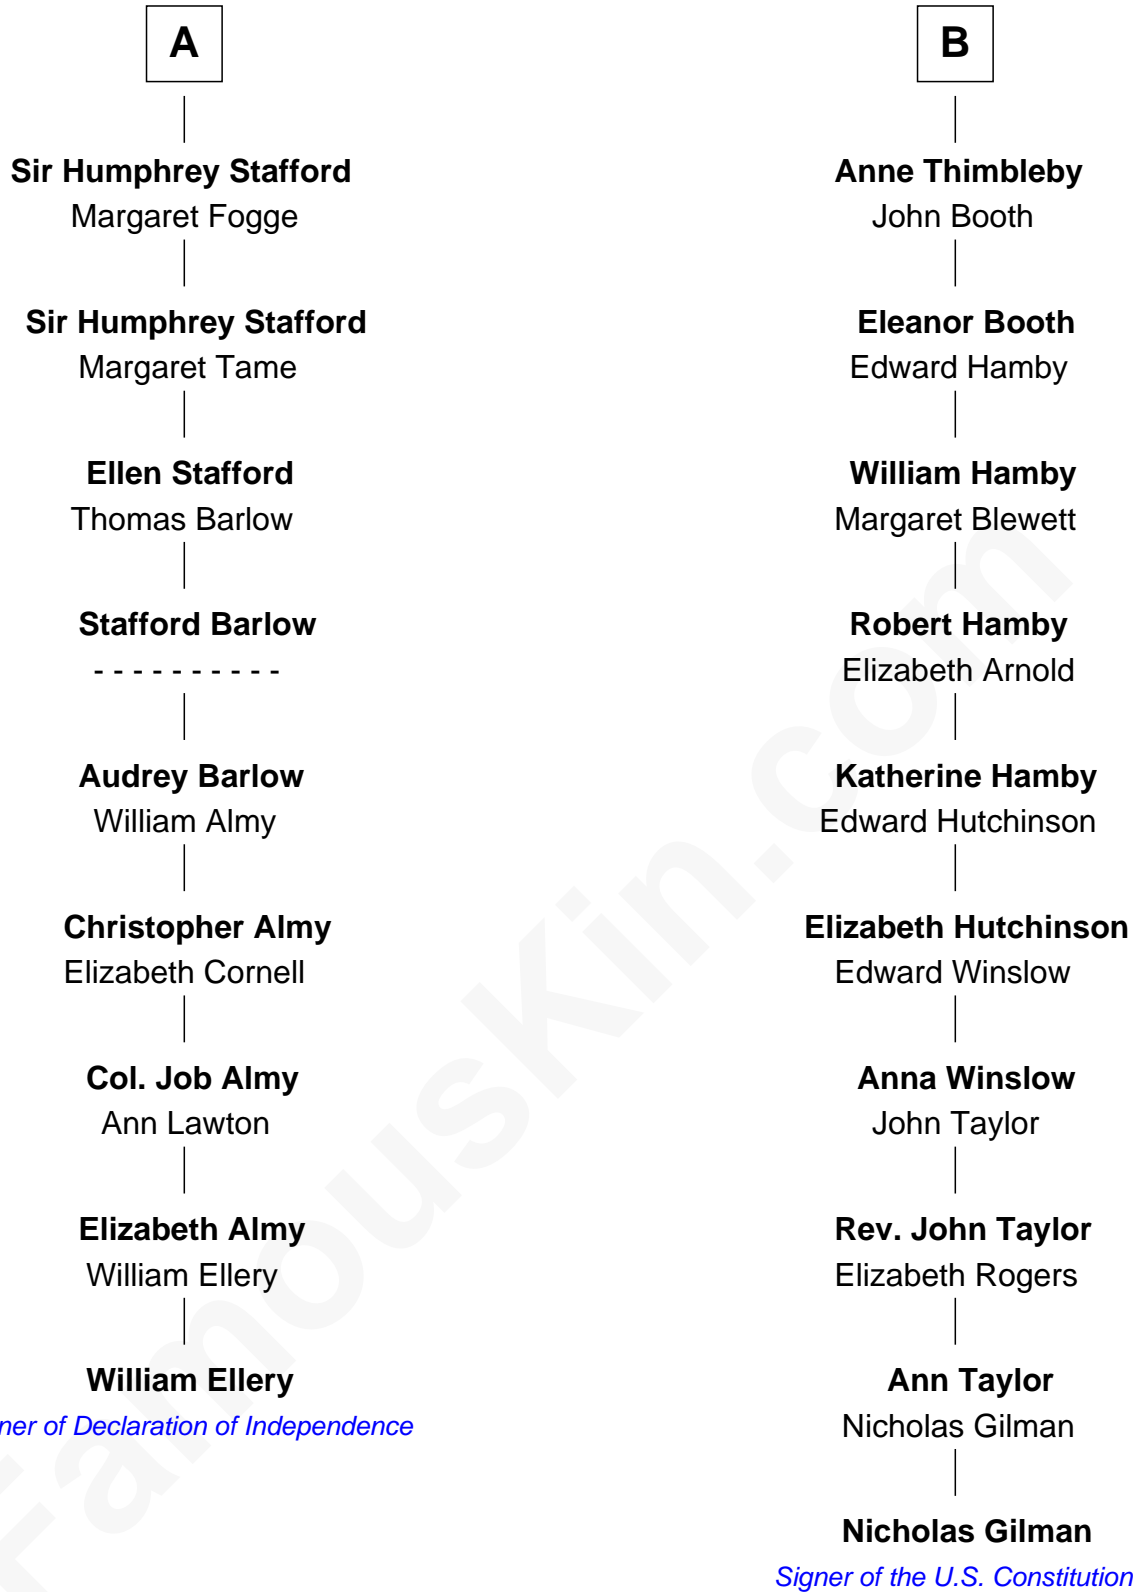 A
Sir Humphrey Stafford
Margaret Fogge
Sir Humphrey Stafford
Margaret Tame
Ellen Stafford
Thomas Barlow
Stafford Barlow
- - - - - - - - - -
Audrey Barlow
William Almy
Christopher Almy
Elizabeth Cornell
Col. Job Almy
Ann Lawton
Elizabeth Almy
William Ellery
William Ellery
ner of Declaration of Independence
B
Anne Thimbleby
John Booth
Eleanor Booth
Edward Hamby
William Hamby
Margaret Blewett
Robert Hamby
Elizabeth Arnold
Katherine Hamby
Edward Hutchinson
Elizabeth Hutchinson
Edward Winslow
Anna Winslow
John Taylor
Rev. John Taylor
Elizabeth Rogers
Ann Taylor
Nicholas Gilman
Nicholas Gilman
Signer of the U.S. Constitution
FamousKin.com